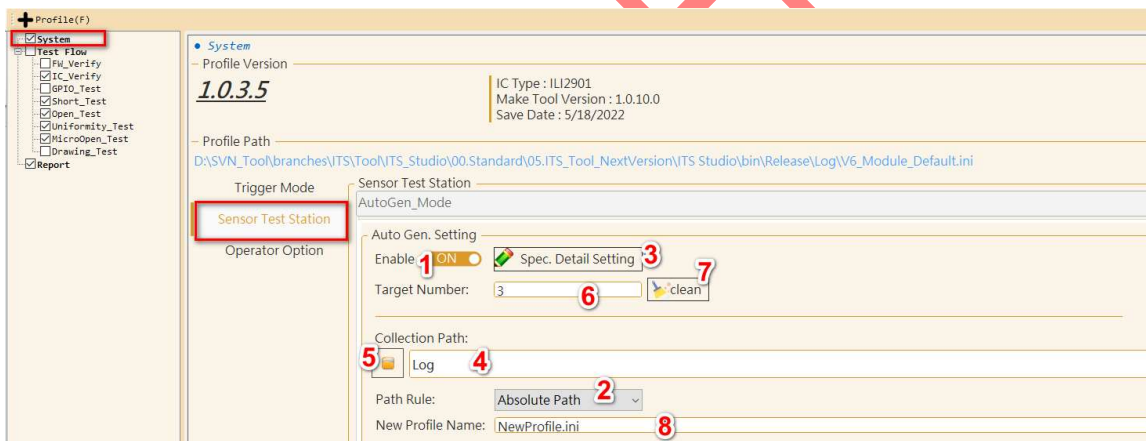 Profile(F)
System
Test Flow
FW_Verify
IC_Verify
GPIO_Test
Short_Test
Open_Test
Uniformity_Test
MicroOpen_Test
Drawing_Test
Report
• System
Profile Version
1.0.3.5
IC Type : ILI2901
Make Tool Version : 1.0.10.0
Save Date : 5/18/2022
Profile Path
D:\SVN_Tool\branches\ITS\Tool\ITS_Studio\00.Standard\05.ITS_Tool_NextVersion\ITS Studio\bin\Release\Log\V6_Module_Default.ini
Trigger Mode
Sensor Test Station
Operator Option
Sensor Test Station
AutoGen_Mode
Auto Gen. Setting
Enable 1 ON Spec. Detail Setting 3
Target Number: 3 6 clean 7
Collection Path:
5 Log 4
Path Rule: Absolute Path 2
New Profile Name: NewProfile.ini 8